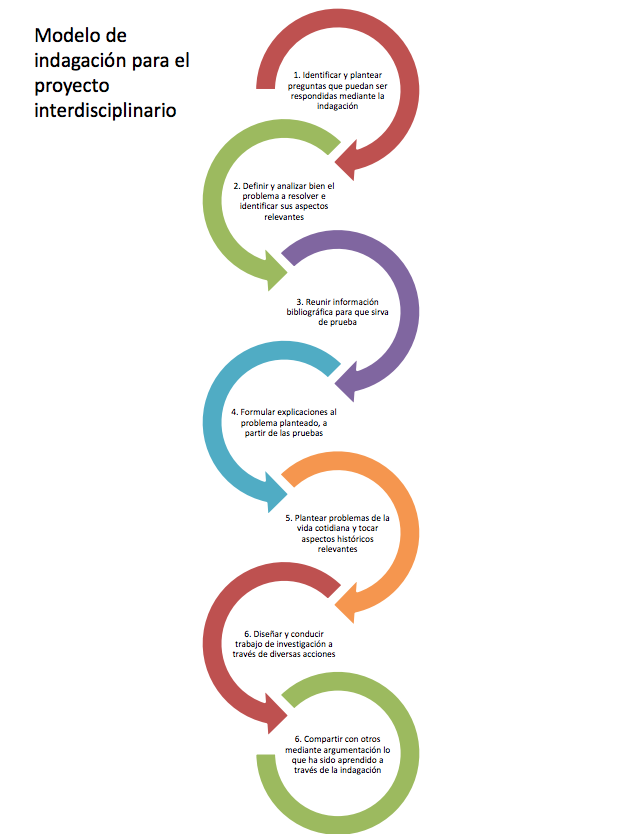 Modelo de
indagación para el
proyecto
interdisciplinario
1. Identificar y plantear
preguntas que puedan ser
respondidas mediante la
indagación
2. Definir y analizar bien el
problema a resolver e
identificar sus aspectos
relevantes
3. Reunir información
bibliográfica para que sirva
de prueba
4. Formular explicaciones al
problema planteado, a
partir de las pruebas
5. Plantear problemas de la
vida cotidiana y tocar
aspectos históricos
relevantes
6. Diseñar y conducir
trabajo de investigación a
través de diversas acciones
6. Compartir con otros
mediante argumentación lo
que ha sido aprendido a
través de la indagación